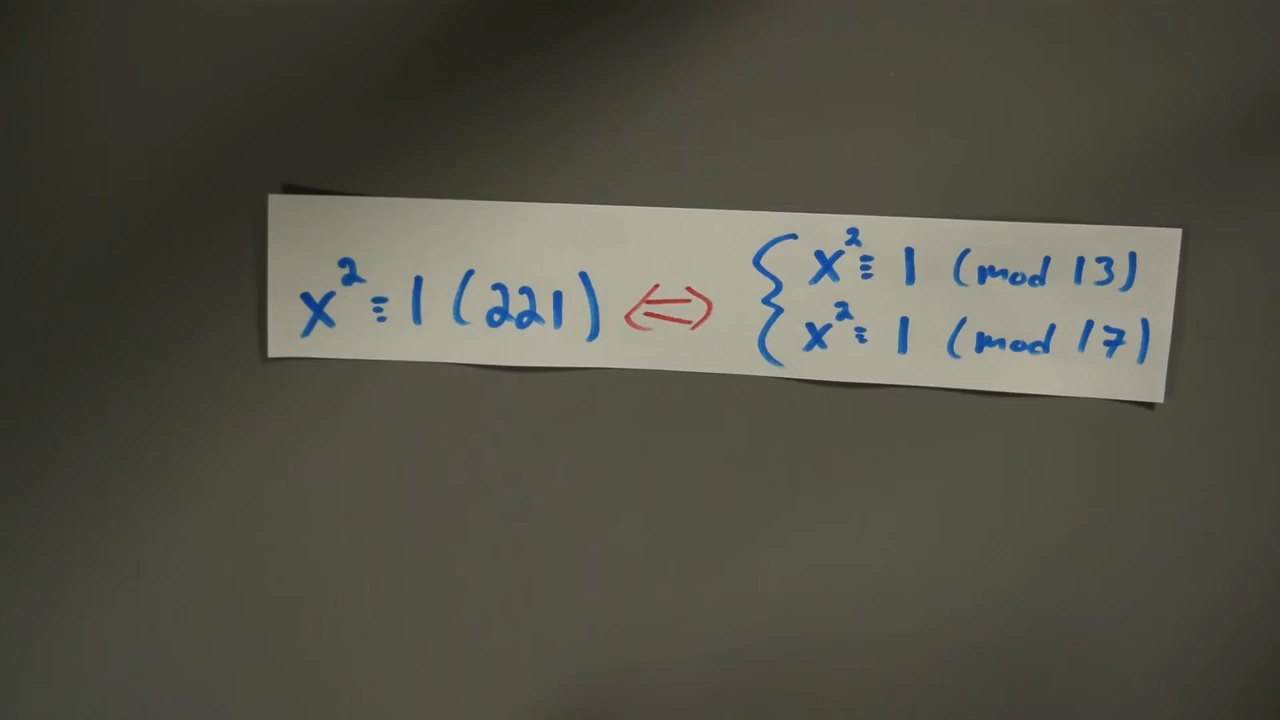 x² ≡ 1 (221) ⟺ { x² ≡ 1 (mod 13)
x² ≡ 1 (mod 17)